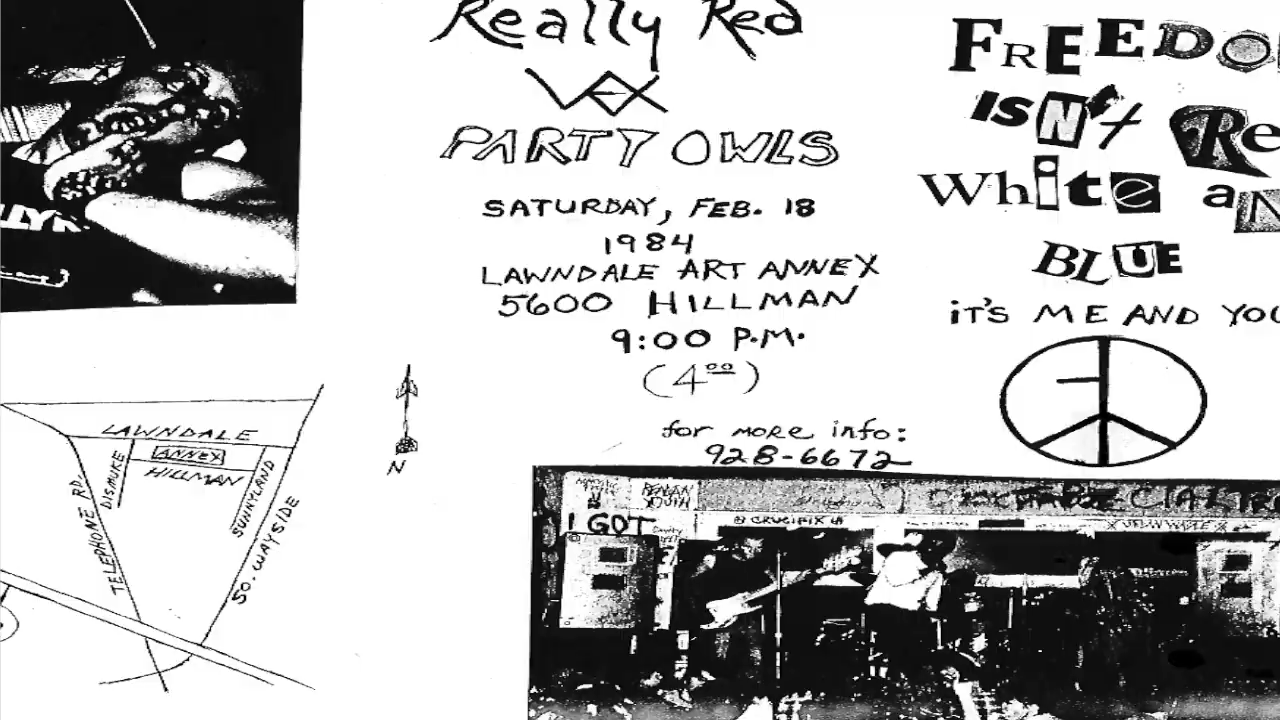 Really Red
VEX
PARTY OWLS
SATURDAY, FEB. 18
1984
LAWNDALE ART ANNEX
5600 HILLMAN
9:00 P.M.
(4⁰⁰)
for MORE info:
928-6672
FREEDO
ISN'T RE
White AN
BLUE
iT'S ME AND YOU
LAWNDALE
ANNEX
HILLMAN
DISMUKE
TELEPHONE RD.
SUNNYLAND
SO. WAYSIDE
N
REAGAN
YOUTH
I GOT
CRUCIFIX